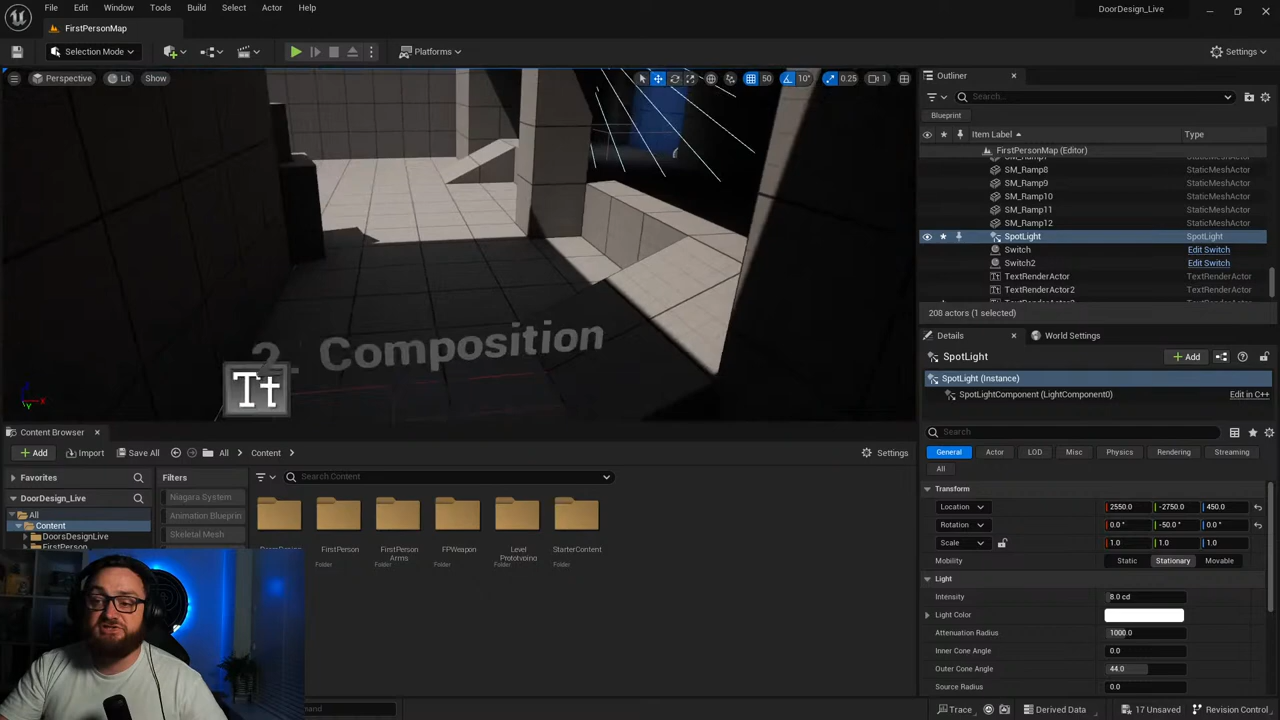 File Edit Window Tools Build Select Actor Help
DoorDesign_Live
FirstPersonMap
Selection Mode
Platforms
Settings
Perspective Lit Show
50 10° 0.25 1
2. Composition
Tt
Outliner
Search...
Blueprint
Item Label Type
FirstPersonMap (Editor)
SM_Ramp8 StaticMeshActor
SM_Ramp9 StaticMeshActor
SM_Ramp10 StaticMeshActor
SM_Ramp11 StaticMeshActor
SM_Ramp12 StaticMeshActor
SpotLight SpotLight
Switch Edit Switch
Switch2 Edit Switch
TextRenderActor TextRenderActor
TextRenderActor2 TextRenderActor
208 actors (1 selected)
Details World Settings
SpotLight
Add
SpotLight (Instance)
SpotLightComponent (LightComponent0) Edit in C++
Search
General Actor LOD Misc Physics Rendering Streaming
All
Transform
Location 2550.0 -2750.0 450.0
Rotation 0.0 ° -50.0 ° 0.0 °
Scale 1.0 1.0 1.0
Mobility Static Stationary Movable
Light
Intensity 8.0 cd
Light Color
Attenuation Radius 1000.0
Inner Cone Angle 0.0
Outer Cone Angle 44.0
Source Radius 0.0
Content Browser
Add Import Save All All Content Settings
Favorites
DoorDesign_Live
All
Content
DoorsDesignLive
FirstPerson
Filters
Niagara System
Animation Blueprin
Skeletal Mesh
Search Content
FirstPerson
Folder
FirstPerson
Arms
Folder
FPWeapon
Folder
Level
Prototyping
Folder
StarterContent
Folder
Trace Derived Data 17 Unsaved Revision Control